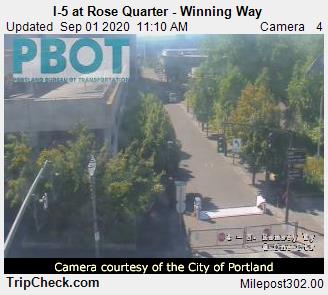 I-5 at Rose Quarter - Winning Way
Updated Sep 01 2020 11:10 AM Camera 4
PBOT
PORTLAND BUREAU OF TRANSPORTATION
Camera courtesy of the City of Portland
TripCheck.com Milepost302.00